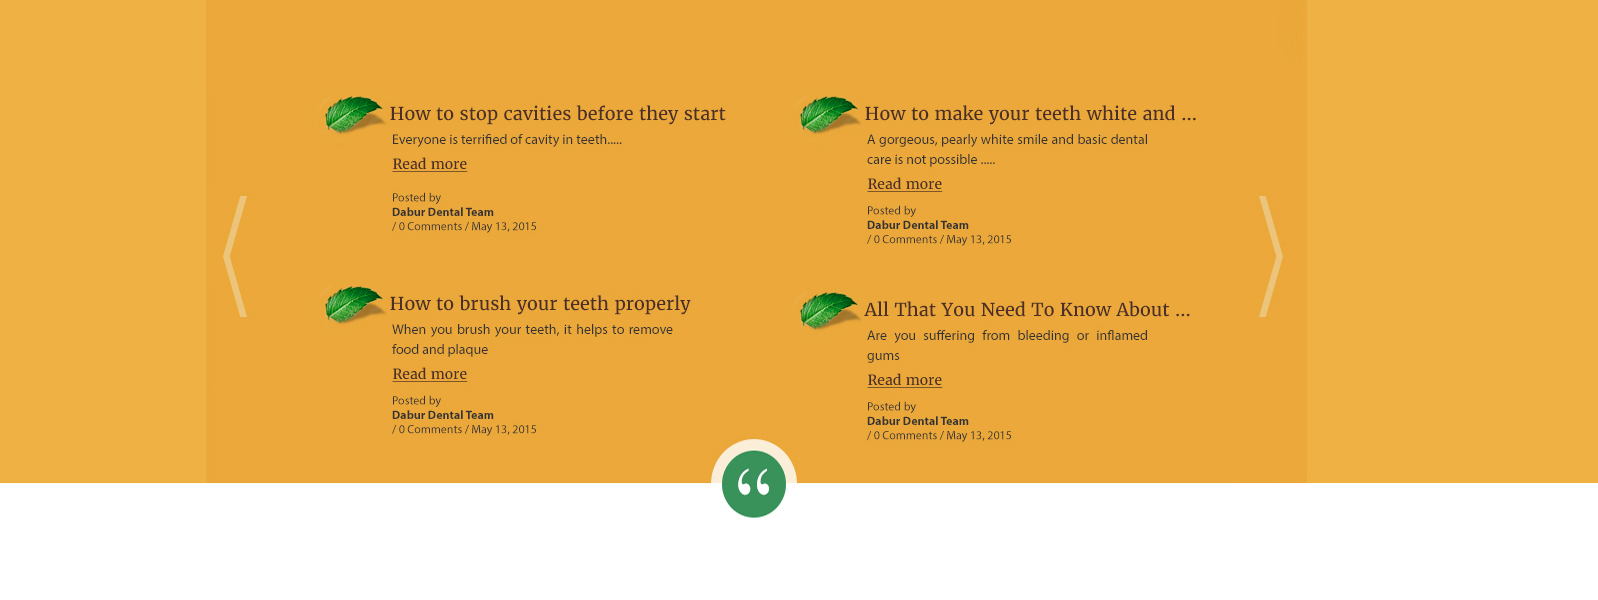 How to stop cavities before they start
Everyone is terrified of cavity in teeth.....
Read more
Posted by
Dabur Dental Team
/ 0 Comments / May 13, 2015
How to make your teeth white and ...
A gorgeous, pearly white smile and basic dental
care is not possible .....
Read more
Posted by
Dabur Dental Team
/ 0 Comments / May 13, 2015
How to brush your teeth properly
When you brush your teeth, it helps to remove
food and plaque
Read more
Posted by
Dabur Dental Team
/ 0 Comments / May 13, 2015
All That You Need To Know About ...
Are you suffering from bleeding or inflamed
gums
Read more
Posted by
Dabur Dental Team
/ 0 Comments / May 13, 2015
“